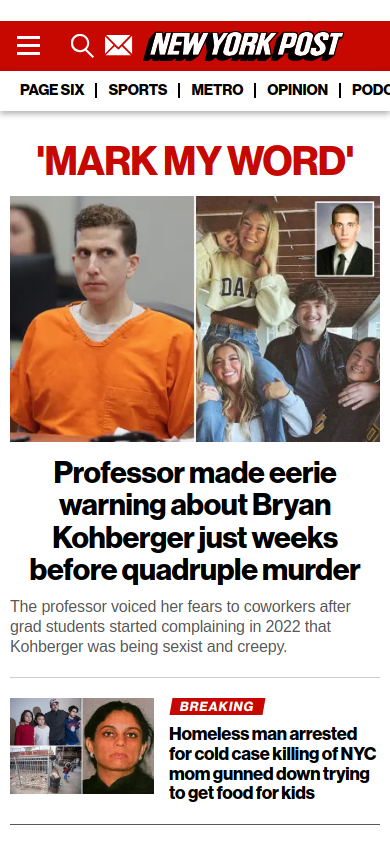 NEW YORK POST
PAGE SIX | SPORTS | METRO | OPINION | PODC
'MARK MY WORD'
DA
Professor made eerie
warning about Bryan
Kohberger just weeks
before quadruple murder
The professor voiced her fears to coworkers after
grad students started complaining in 2022 that
Kohberger was being sexist and creepy.
BREAKING
Homeless man arrested
for cold case killing of NYC
mom gunned down trying
to get food for kids